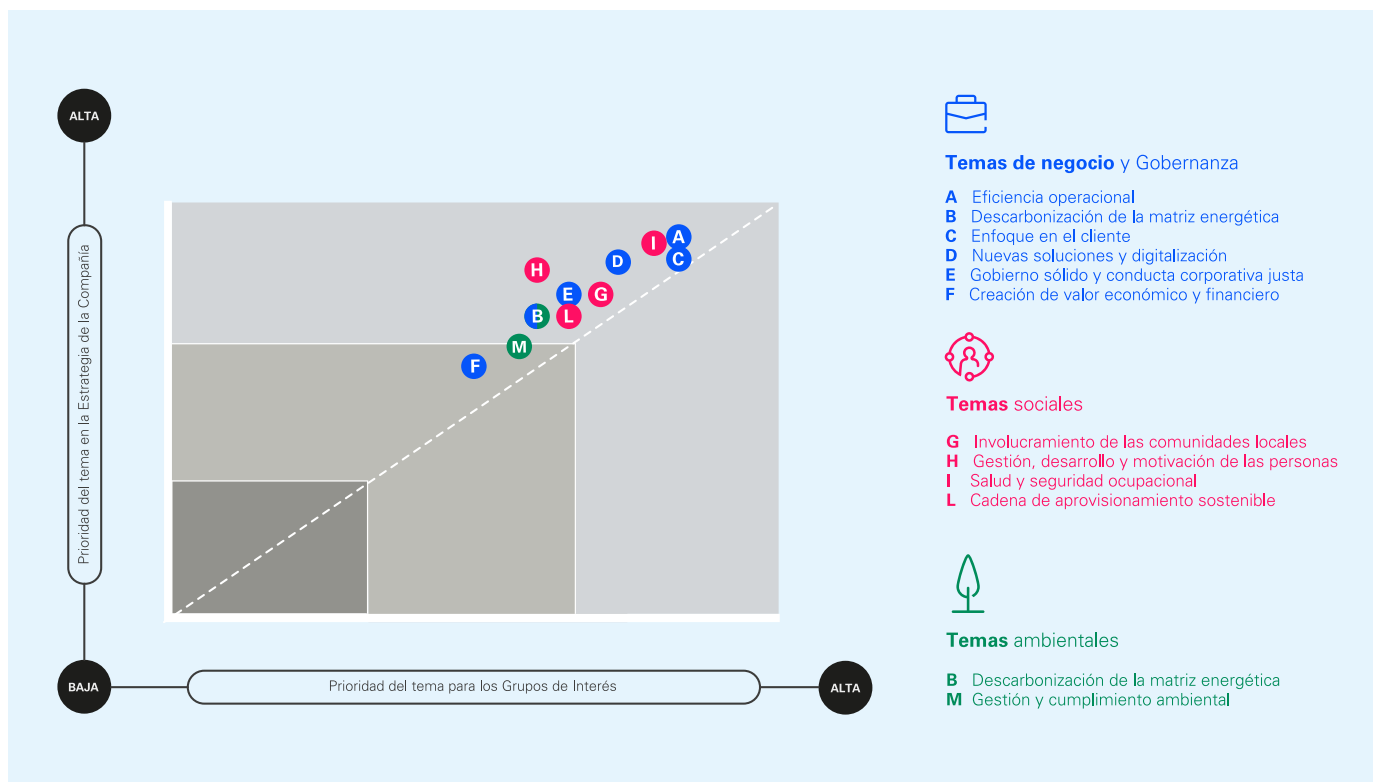 ALTA
Prioridad del tema en la Estrategia de la Compañía
BAJA
Prioridad del tema para los Grupos de Interés
ALTA
A
I
C
D
H
E
G
B
L
M
F
Temas de negocio y Gobernanza
A Eficiencia operacional
B Descarbonización de la matriz energética
C Enfoque en el cliente
D Nuevas soluciones y digitalización
E Gobierno sólido y conducta corporativa justa
F Creación de valor económico y financiero
Temas sociales
G Involucramiento de las comunidades locales
H Gestión, desarrollo y motivación de las personas
I Salud y seguridad ocupacional
L Cadena de aprovisionamiento sostenible
Temas ambientales
B Descarbonización de la matriz energética
M Gestión y cumplimiento ambiental